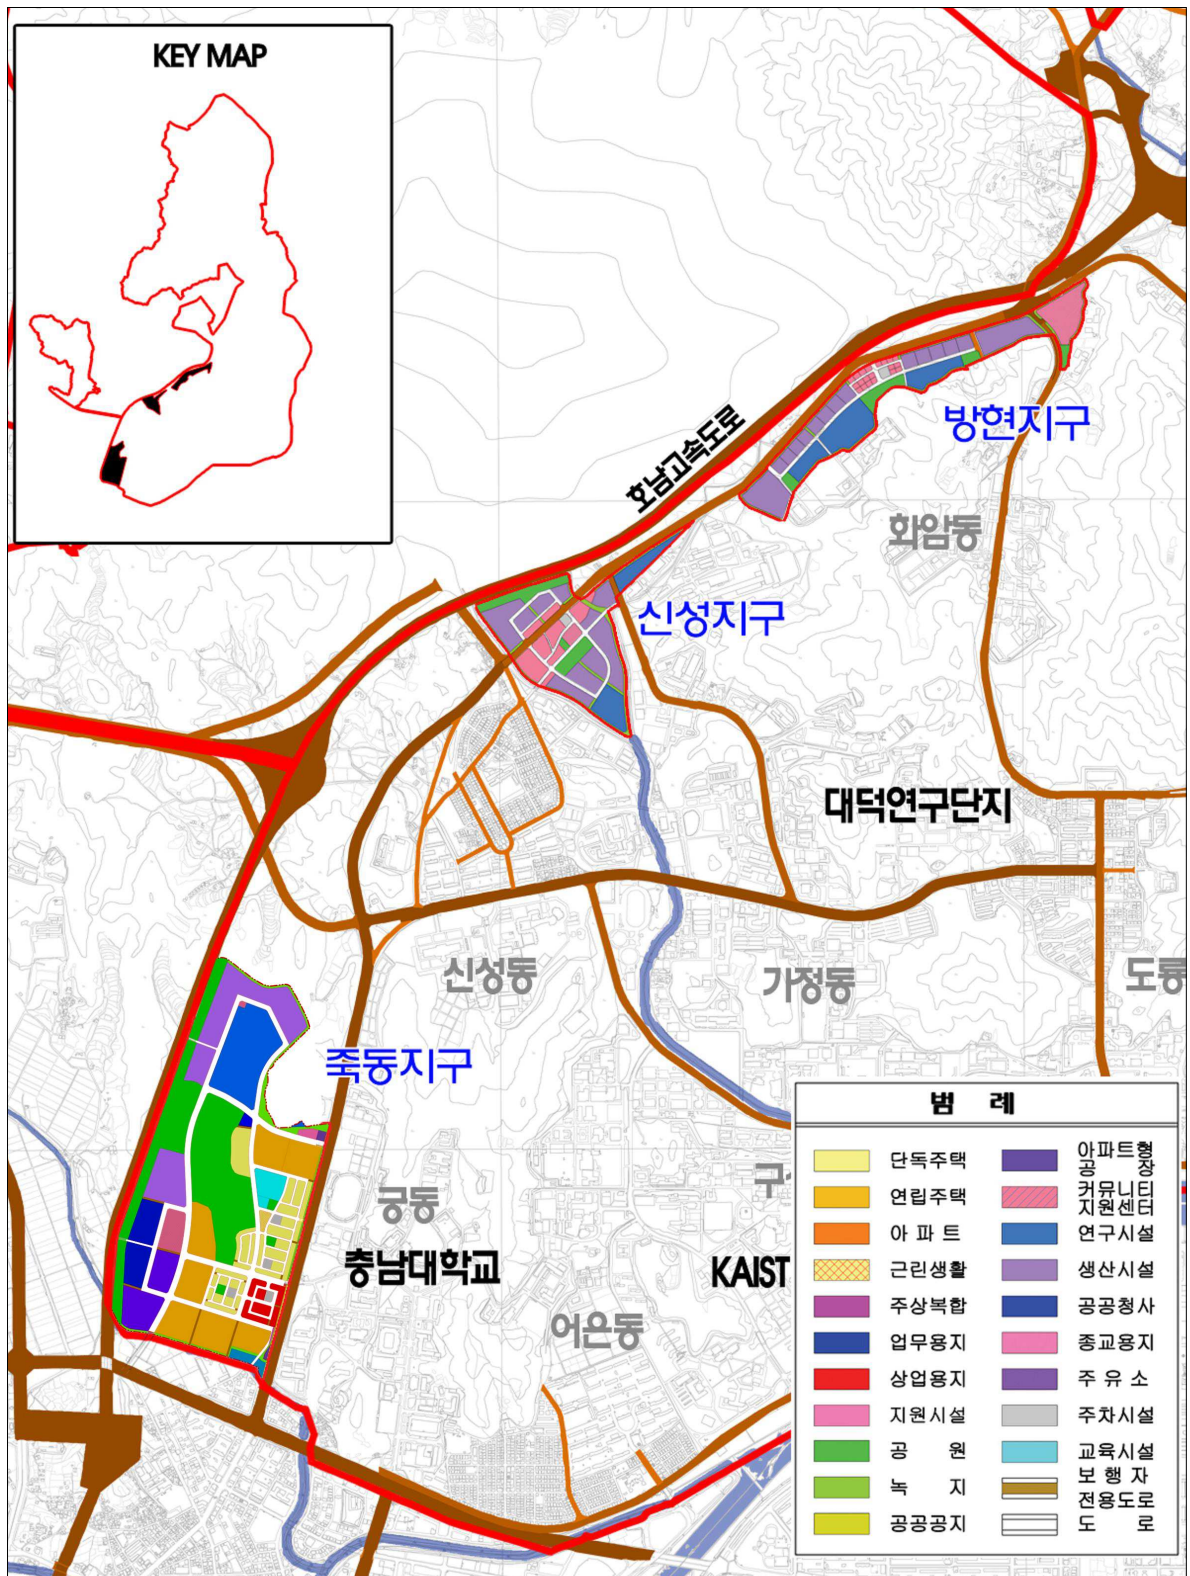 KEY MAP
호남고속도로
방현지구
화암동
신성지구
대덕연구단지
신성동
가정동
도룡
죽동지구
궁동
충남대학교
KAIST
어은동
범 례
단독주택
연립주택
아파트
근린생활
주상복합
업무용지
상업용지
지원시설
공 원
녹 지
공공공지
아파트형
공 장
커뮤니티
지원센터
연구시설
생산시설
공공청사
종교용지
주유소
주차시설
교육시설
보행자
전용도로
도 로